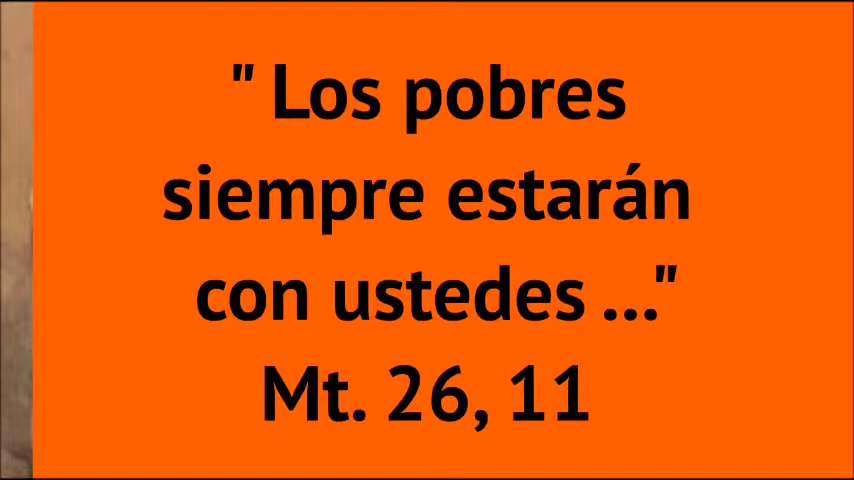 " Los pobres
siempre estarán
con ustedes ..."
Mt. 26, 11